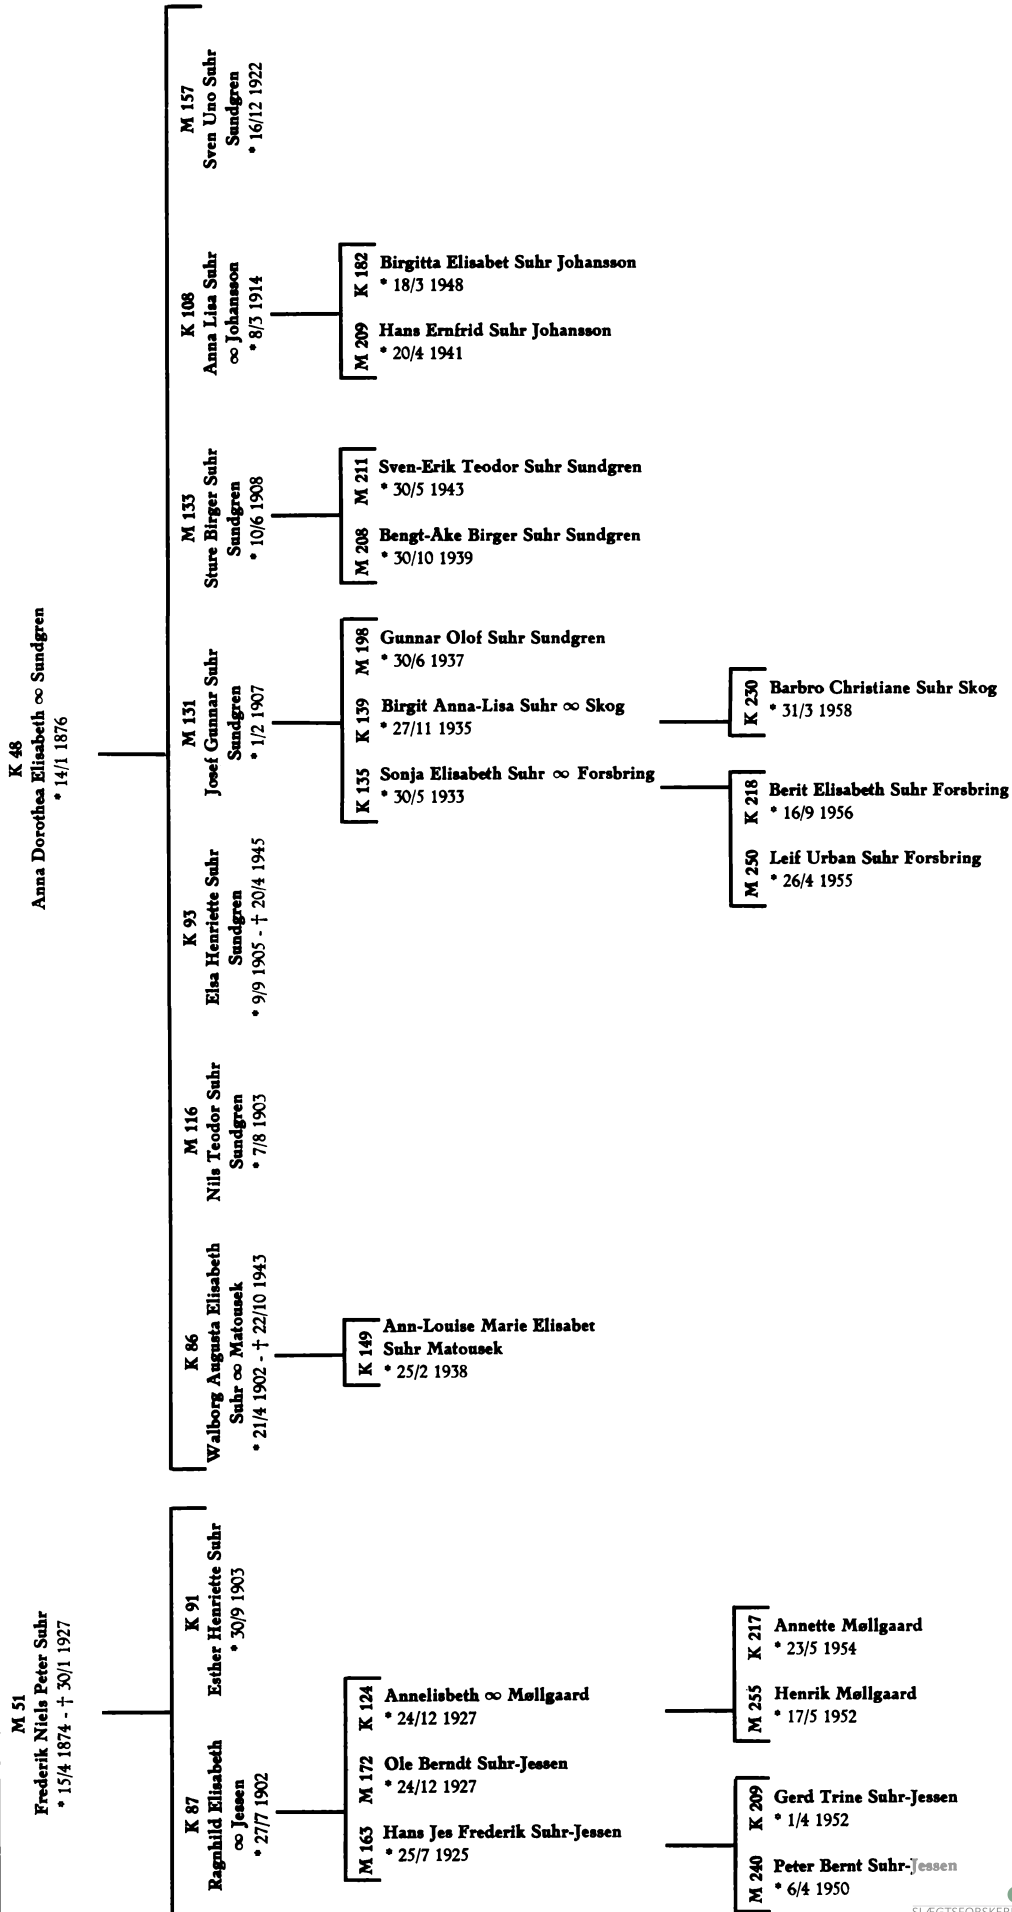 K 48
Anna Dorothea Elisabeth ∞ Sundgren
* 14/1 1876
M 157
Sven Uno Suhr
Sundgren
* 16/12 1922
K 108
Anna Lisa Suhr
∞ Johansson
* 8/3 1914
K 182
Birgitta Elisabet Suhr Johansson
* 18/3 1948
M 209
Hans Ernfrid Suhr Johansson
* 20/4 1941
M 133
Sture Birger Suhr
Sundgren
* 10/6 1908
M 211
Sven-Erik Teodor Suhr Sundgren
* 30/5 1943
M 208
Bengt-Ake Birger Suhr Sundgren
* 30/10 1939
M 131
Josef Gunnar Suhr
Sundgren
* 1/2 1907
M 198
Gunnar Olof Suhr Sundgren
* 30/6 1937
K 139
Birgit Anna-Lisa Suhr ∞ Skog
* 27/11 1935
K 230
Barbro Christiane Suhr Skog
* 31/3 1958
K 135
Sonja Elisabeth Suhr ∞ Forsbring
* 30/5 1933
K 218
Berit Elisabeth Suhr Forsbring
* 16/9 1956
M 250
Leif Urban Suhr Forsbring
* 26/4 1955
K 93
Elsa Henriette Suhr
Sundgren
* 9/9 1905 - † 20/4 1945
M 116
Nils Teodor Suhr
Sundgren
* 7/8 1903
K 86
Walborg Augusta Elisabeth
Suhr ∞ Matousek
* 21/4 1902 - † 22/10 1943
K 149
Ann-Louise Marie Elisabet
Suhr Matousek
* 25/2 1938
M 51
Frederik Niels Peter Suhr
* 15/4 1874 - † 30/1 1927
K 91
Esther Henriette Suhr
* 30/9 1903
K 87
Ragnhild Elisabeth
∞ Jessen
* 27/7 1902
K 124
Annelisbeth ∞ Møllgaard
* 24/12 1927
K 217
Annette Møllgaard
* 23/5 1954
M 255
Henrik Møllgaard
* 17/5 1952
M 172
Ole Berndt Suhr-Jessen
* 24/12 1927
M 163
Hans Jes Frederik Suhr-Jessen
* 25/7 1925
K 209
Gerd Trine Suhr-Jessen
* 1/4 1952
M 240
Peter Bernt Suhr-Jessen
* 6/4 1950